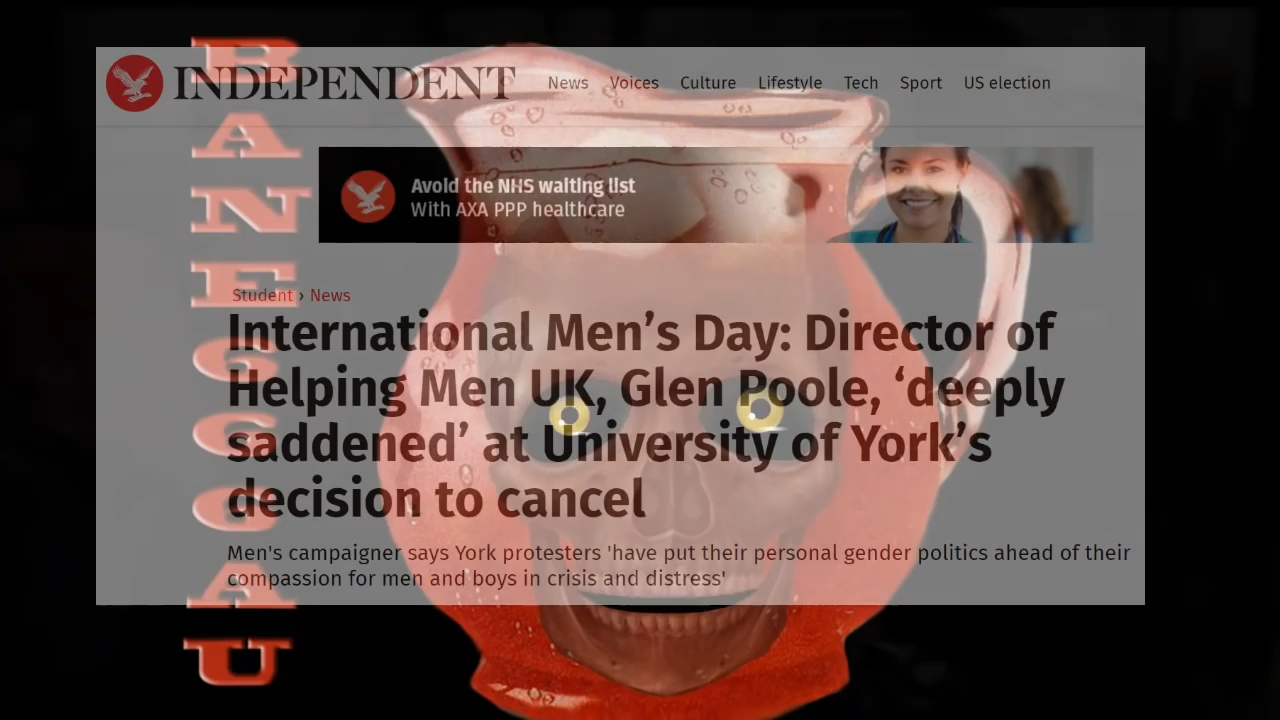 INDEPENDENT
News Voices Culture Lifestyle Tech Sport US election
Avoid the NHS waiting list
With AXA PPP healthcare
Student › News
International Men’s Day: Director of
Helping Men UK, Glen Poole, ‘deeply
saddened’ at University of York’s
decision to cancel
Men's campaigner says York protesters 'have put their personal gender politics ahead of their
compassion for men and boys in crisis and distress'